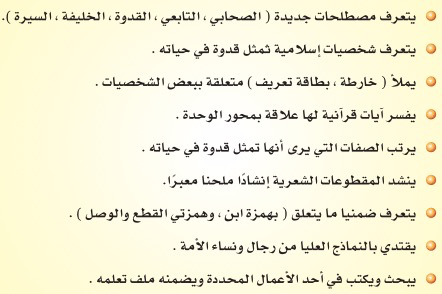 يتعرف مصطلحات جديدة ( الصحابي ، التابعي ، القدوة ، الخليفة ، السيرة ).
يتعرف شخصيات إسلامية ثمثل قدوة في حياته .
يملأ ( خارطة ، بطاقة تعريف ) متعلقة ببعض الشخصيات .
يفسر آيات قرآنية لها علاقة بمحور الوحدة .
يرتب الصفات التي يرى أنها تمثل قدوة في حياته .
ينشد المقطوعات الشعرية إنشادًا ملحنا معبرًا.
يتعرف ضمنيا ما يتعلق ( بهمزة ابن ، وهمزتي القطع والوصل ) .
يقتدي بالنماذج العليا من رجال ونساء الأمة .
يبحث ويكتب في أحد الأعمال المحددة ويضمنه ملف تعلمه .